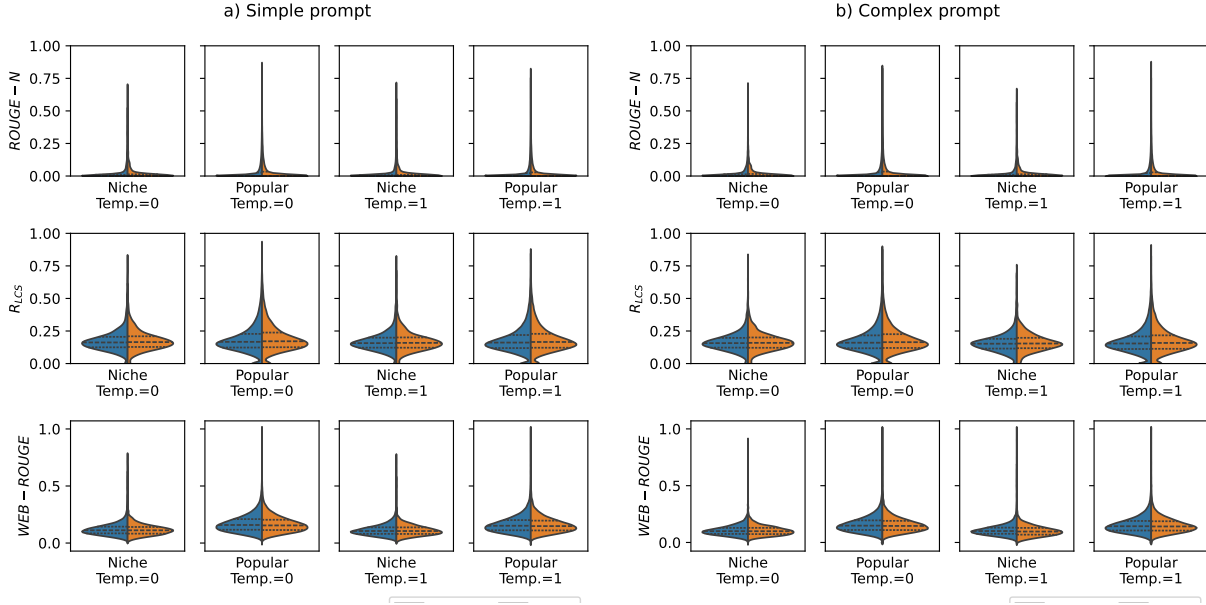 a) Simple prompt
b) Complex prompt
ROUGE − N
1.00
0.75
0.50
0.25
0.00
Niche
Temp.=0
Popular
Temp.=0
Niche
Temp.=1
Popular
Temp.=1
ROUGE − N
1.00
0.75
0.50
0.25
0.00
Niche
Temp.=0
Popular
Temp.=0
Niche
Temp.=1
Popular
Temp.=1
R_LCS
1.00
0.75
0.50
0.25
0.00
Niche
Temp.=0
Popular
Temp.=0
Niche
Temp.=1
Popular
Temp.=1
R_LCS
1.00
0.75
0.50
0.25
0.00
Niche
Temp.=0
Popular
Temp.=0
Niche
Temp.=1
Popular
Temp.=1
WEB − ROUGE
1.0
0.5
0.0
Niche
Temp.=0
Popular
Temp.=0
Niche
Temp.=1
Popular
Temp.=1
WEB − ROUGE
1.0
0.5
0.0
Niche
Temp.=0
Popular
Temp.=0
Niche
Temp.=1
Popular
Temp.=1